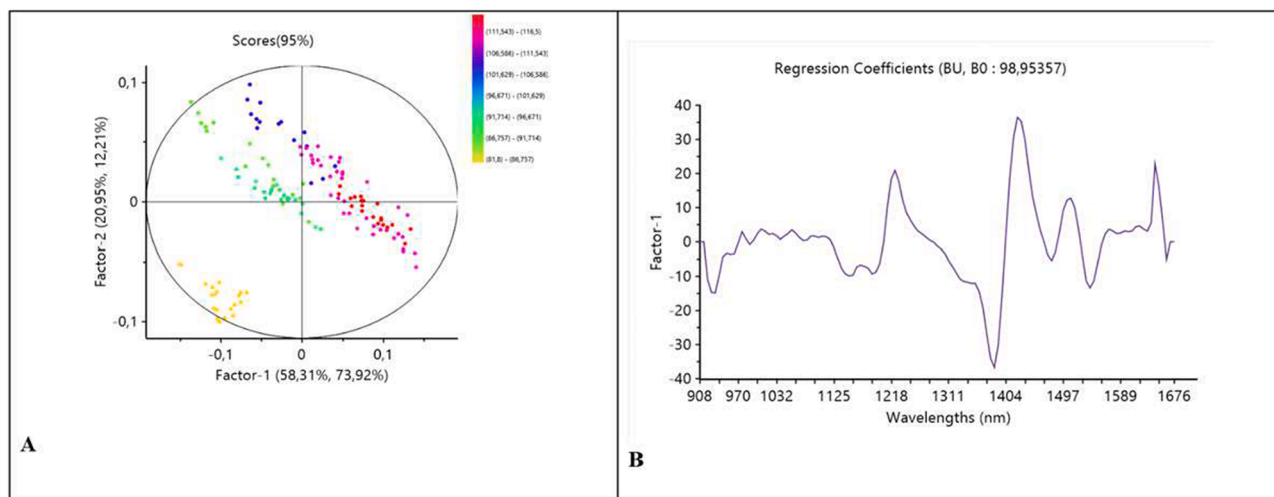 Scores(95%)
(111,543) - (116,5)
(106,586) - (111,543)
(101,629) - (106,586)
(96,671) - (101,629)
(91,714) - (96,671)
(86,757) - (91,714)
(81,8) - (86,757)
Factor-2 (20,95%, 12,21%)
0,1
0
-0,1
-0,1 0 0,1
Factor-1 (58,31%, 73,92%)
A
Regression Coefficients (BU, B0 : 98,95357)
Factor-1
40
30
20
10
0
-10
-20
-30
-40
908 970 1032 1125 1218 1311 1404 1497 1589 1676
Wavelengths (nm)
B